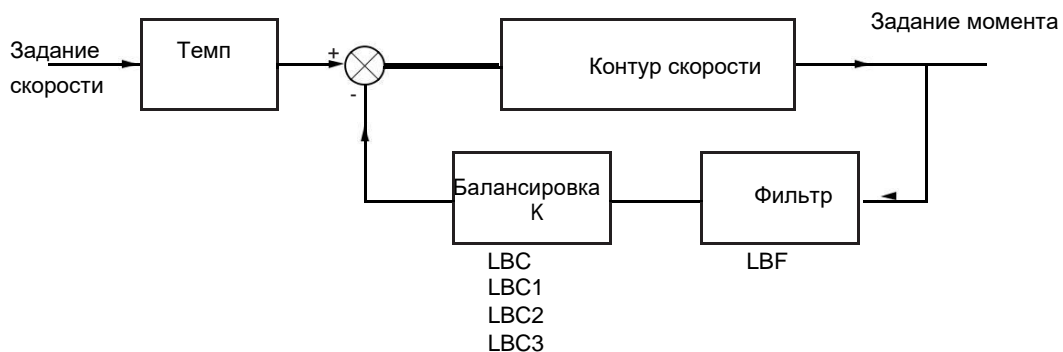 Задание момента
Задание
скорости
Темп
+
-
Контур скорости
Балансировка
K
Фильтр
LBC
LBC1
LBC2
LBC3
LBF